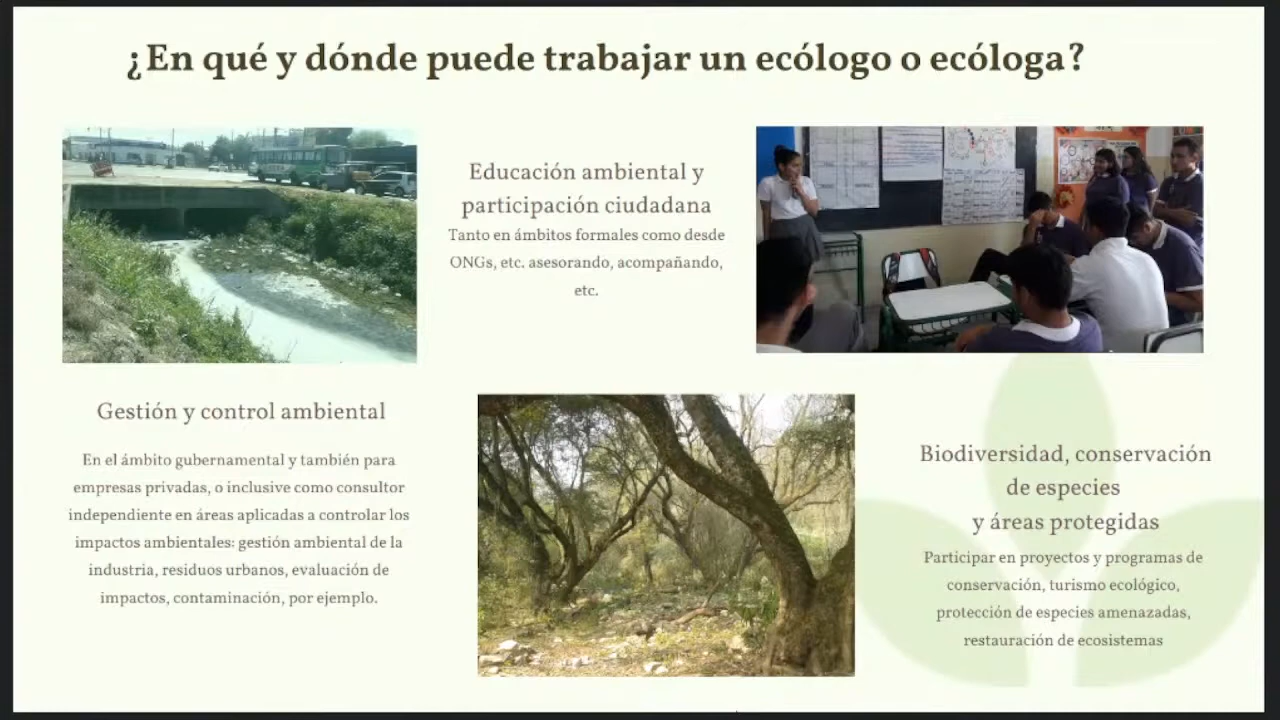 ¿En qué y dónde puede trabajar un ecólogo o ecóloga?
Educación ambiental y
participación ciudadana
Tanto en ámbitos formales como desde
ONGs, etc. asesorando, acompañando,
etc.
Gestión y control ambiental
En el ámbito gubernamental y también para
empresas privadas, o inclusive como consultor
independiente en áreas aplicadas a controlar los
impactos ambientales: gestión ambiental de la
industria, residuos urbanos, evaluación de
impactos, contaminación, por ejemplo.
Biodiversidad, conservación
de especies
y áreas protegidas
Participar en proyectos y programas de
conservación, turismo ecológico,
protección de especies amenazadas,
restauración de ecosistemas